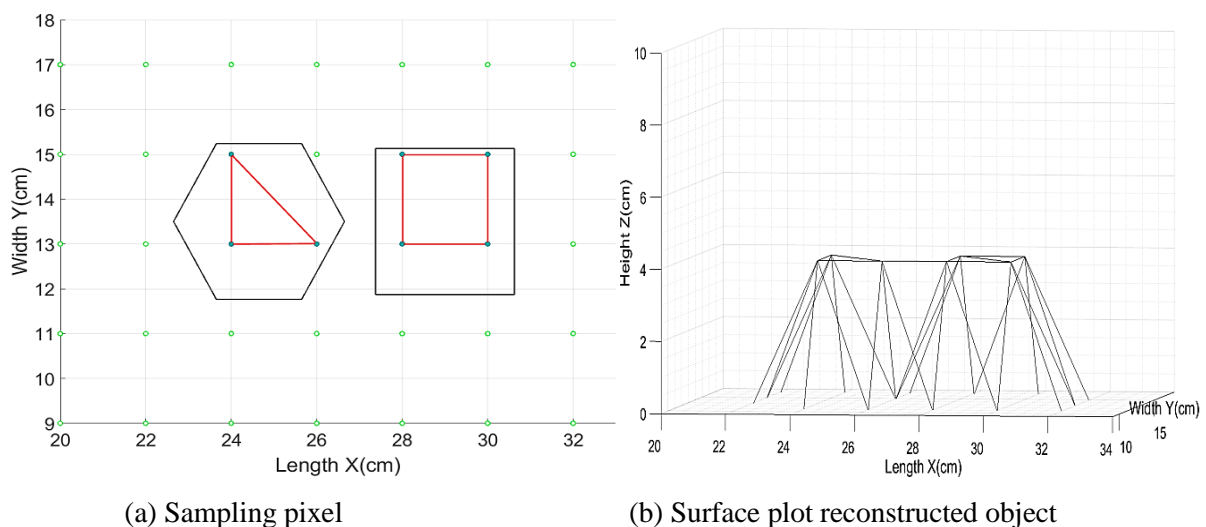 18
17
16
15
14
13
12
11
10
9
20 22 24 26 28 30 32
Width Y(cm)
Length X(cm)
10
8
6
4
2
0
Height Z(cm)
20 22 24 26 28 30 32 34
10 15
Width Y(cm)
Length X(cm)
(a) Sampling pixel (b) Surface plot reconstructed object